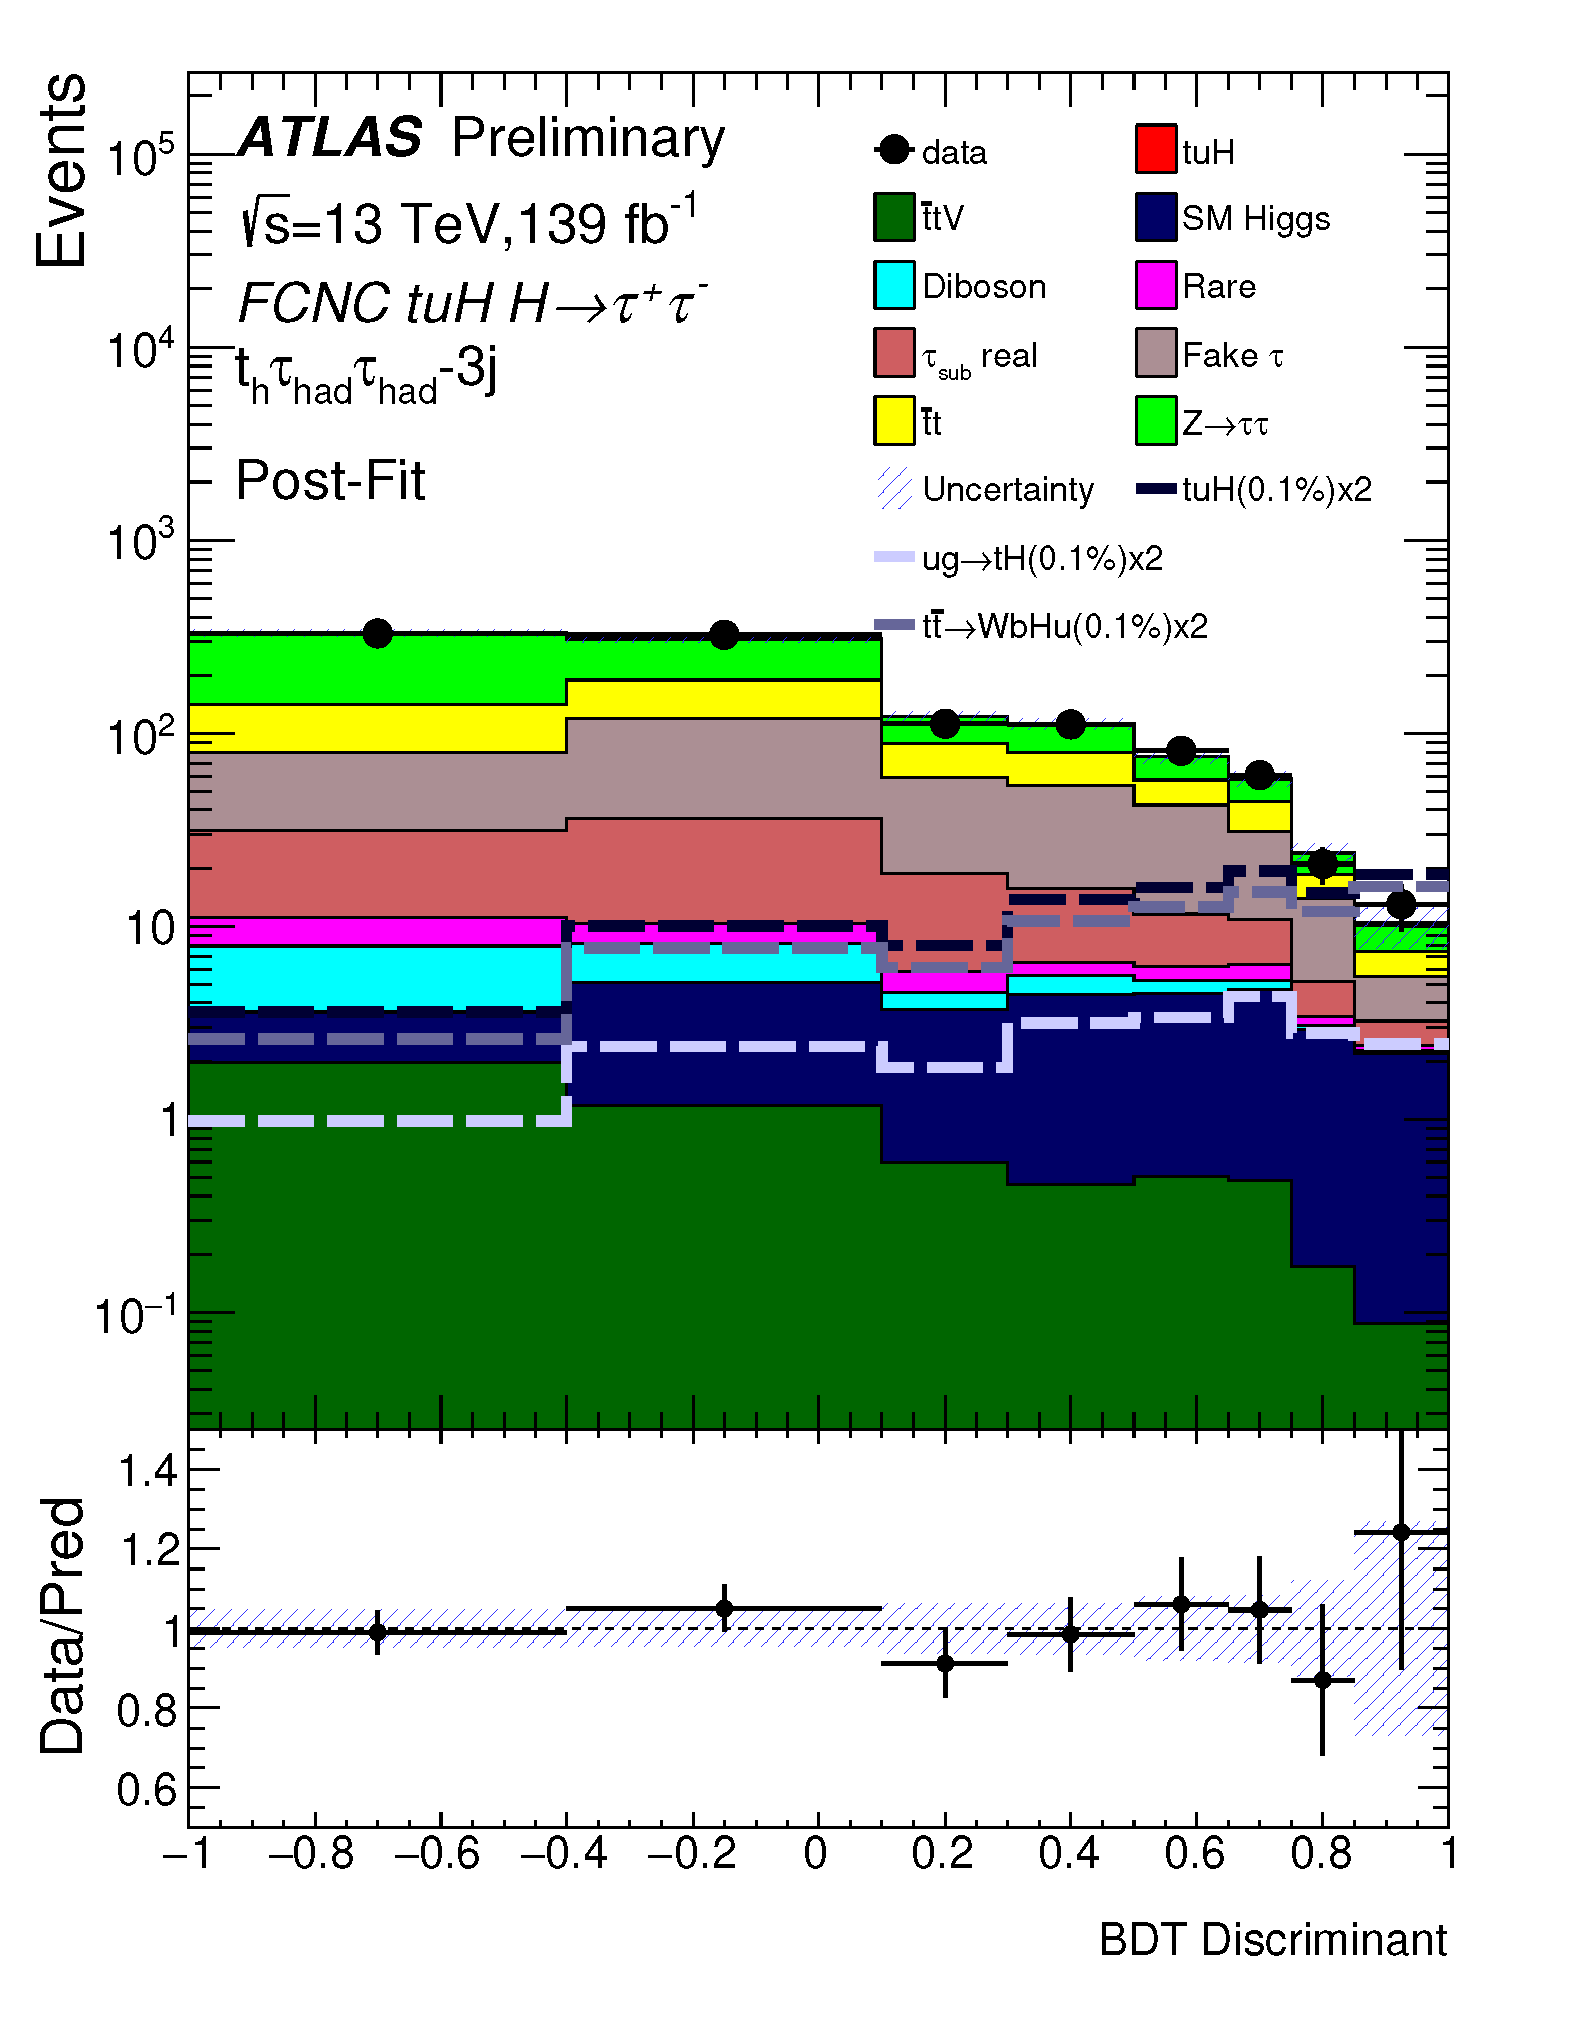 Events
10⁵
10⁴
10³
10²
10
1
10⁻¹
ATLAS Preliminary
√s=13 TeV,139 fb⁻¹
FCNC tuH H→τ⁺τ⁻
tₕτ_hadτ_had-3j
Post-Fit
data
tuH
t̄tV
SM Higgs
Diboson
Rare
τ_sub real
Fake τ
t̄t
Z→ττ
Uncertainty
tuH(0.1%)x2
ug→tH(0.1%)x2
tt̄→WbHu(0.1%)x2
Data/Pred
1.4
1.2
1
0.8
0.6
−1 −0.8 −0.6 −0.4 −0.2 0 0.2 0.4 0.6 0.8 1
BDT Discriminant